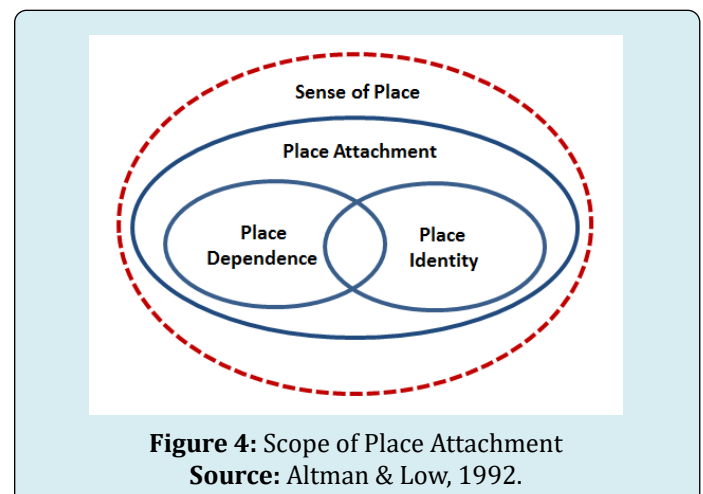 Sense of Place
Place Attachment
Place
Dependence
Place
Identity
Figure 4: Scope of Place Attachment
Source: Altman & Low, 1992.